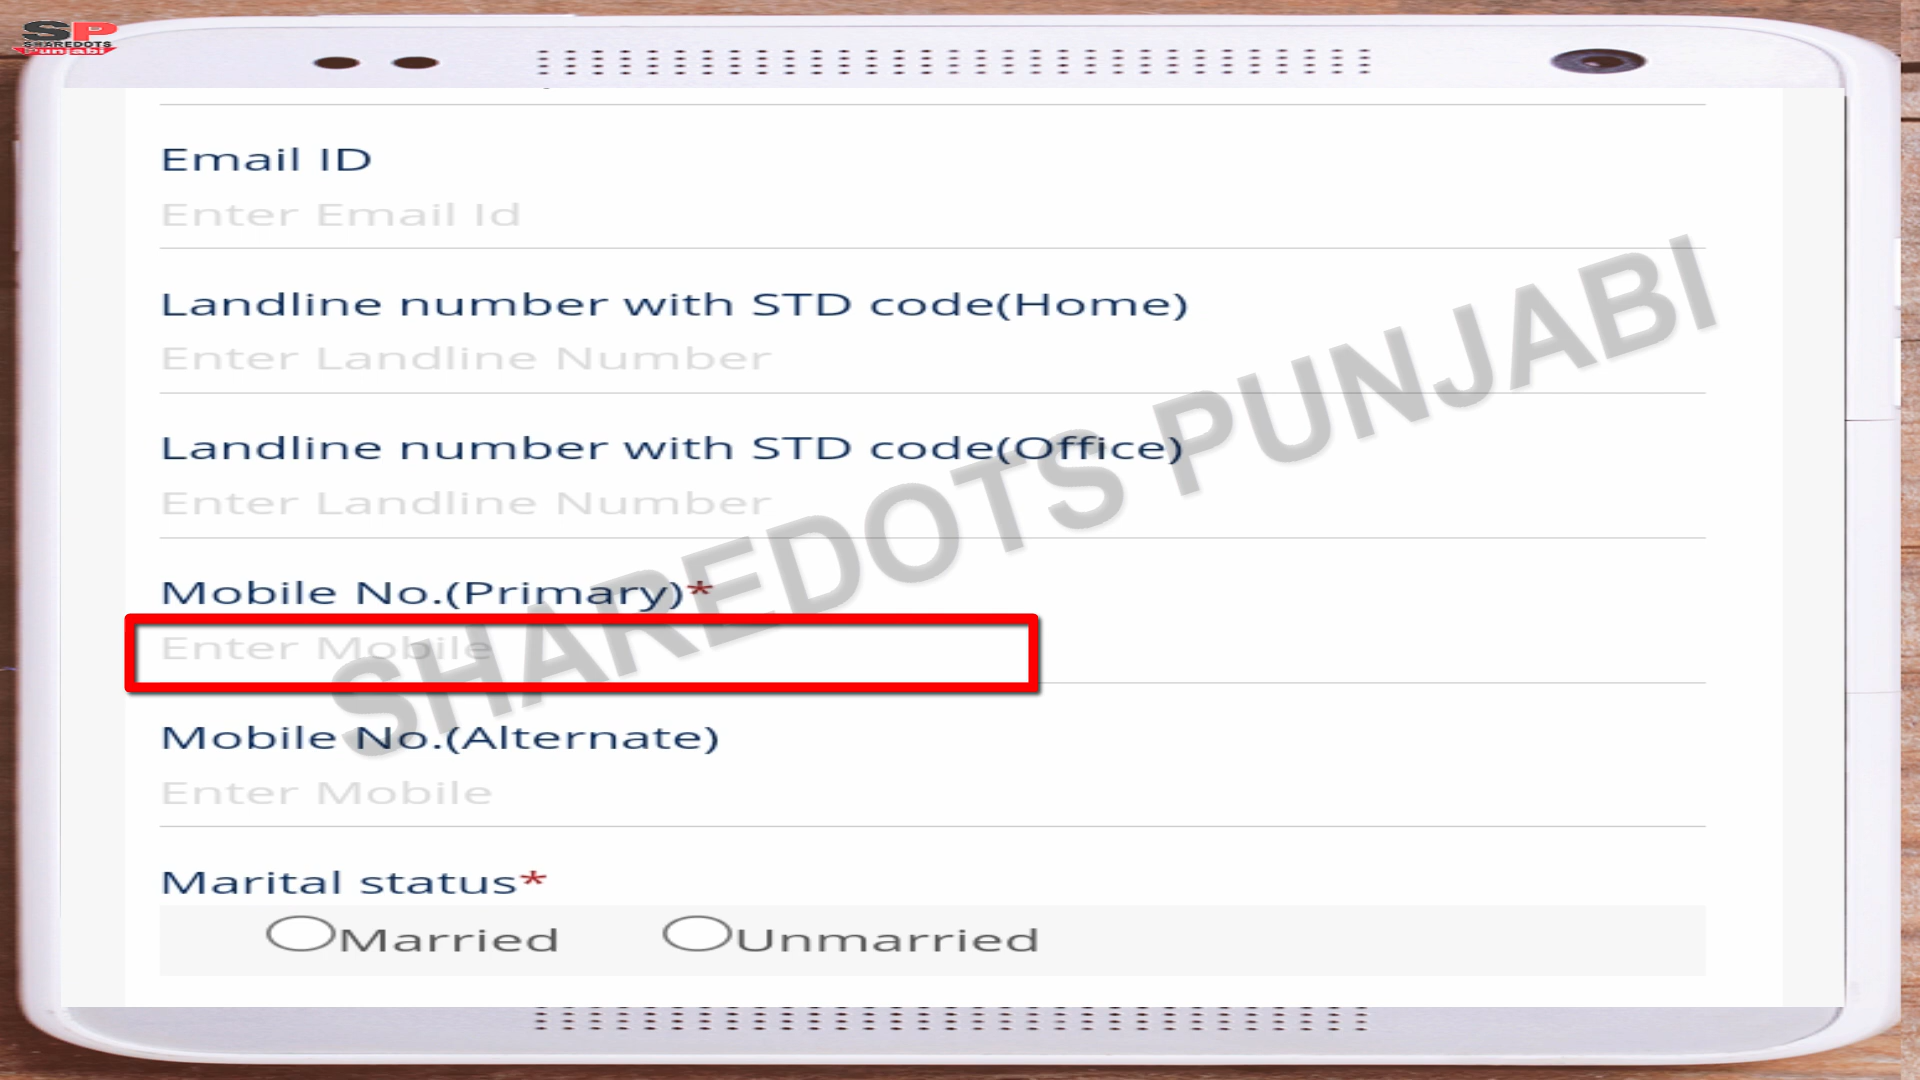 SP
SHAREDOTS
Punjabi
Email ID
Enter Email Id
Landline number with STD code(Home)
Enter Landline Number
Landline number with STD code(Office)
Enter Landline Number
Mobile No.(Primary)*
Enter Mobile
SHAREDOTS PUNJABI
Mobile No.(Alternate)
Enter Mobile
Marital status*
Married Unmarried